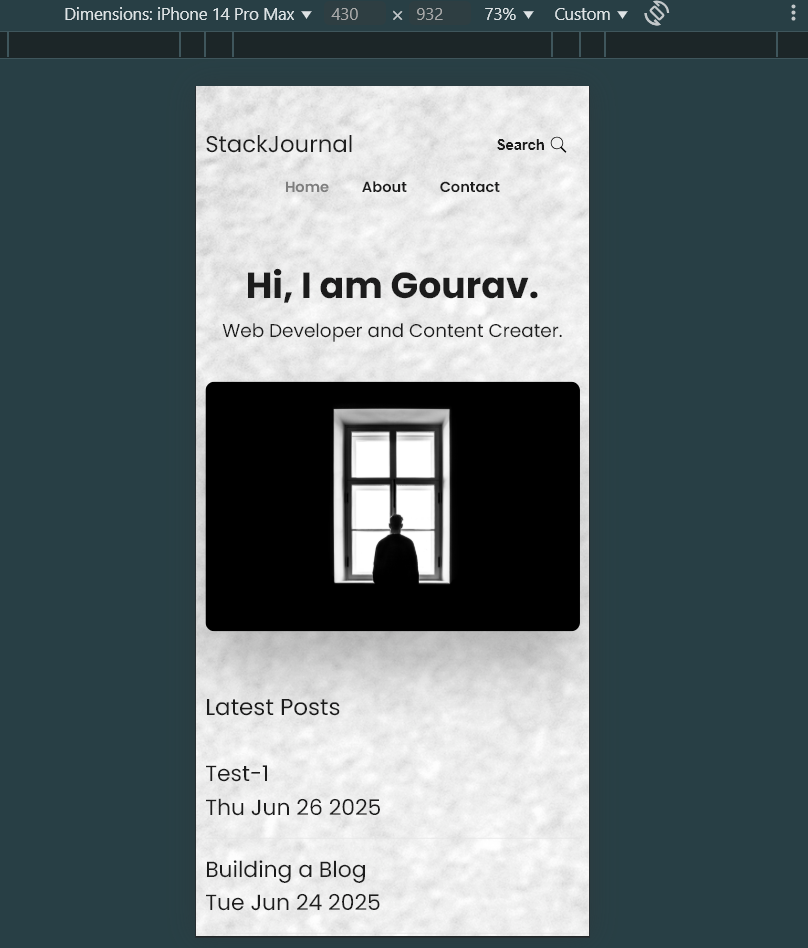 Dimensions: iPhone 14 Pro Max 430 × 932 73% Custom
StackJournal Search
Home About Contact
Hi, I am Gourav.
Web Developer and Content Creater.
Latest Posts
Test-1
Thu Jun 26 2025
Building a Blog
Tue Jun 24 2025